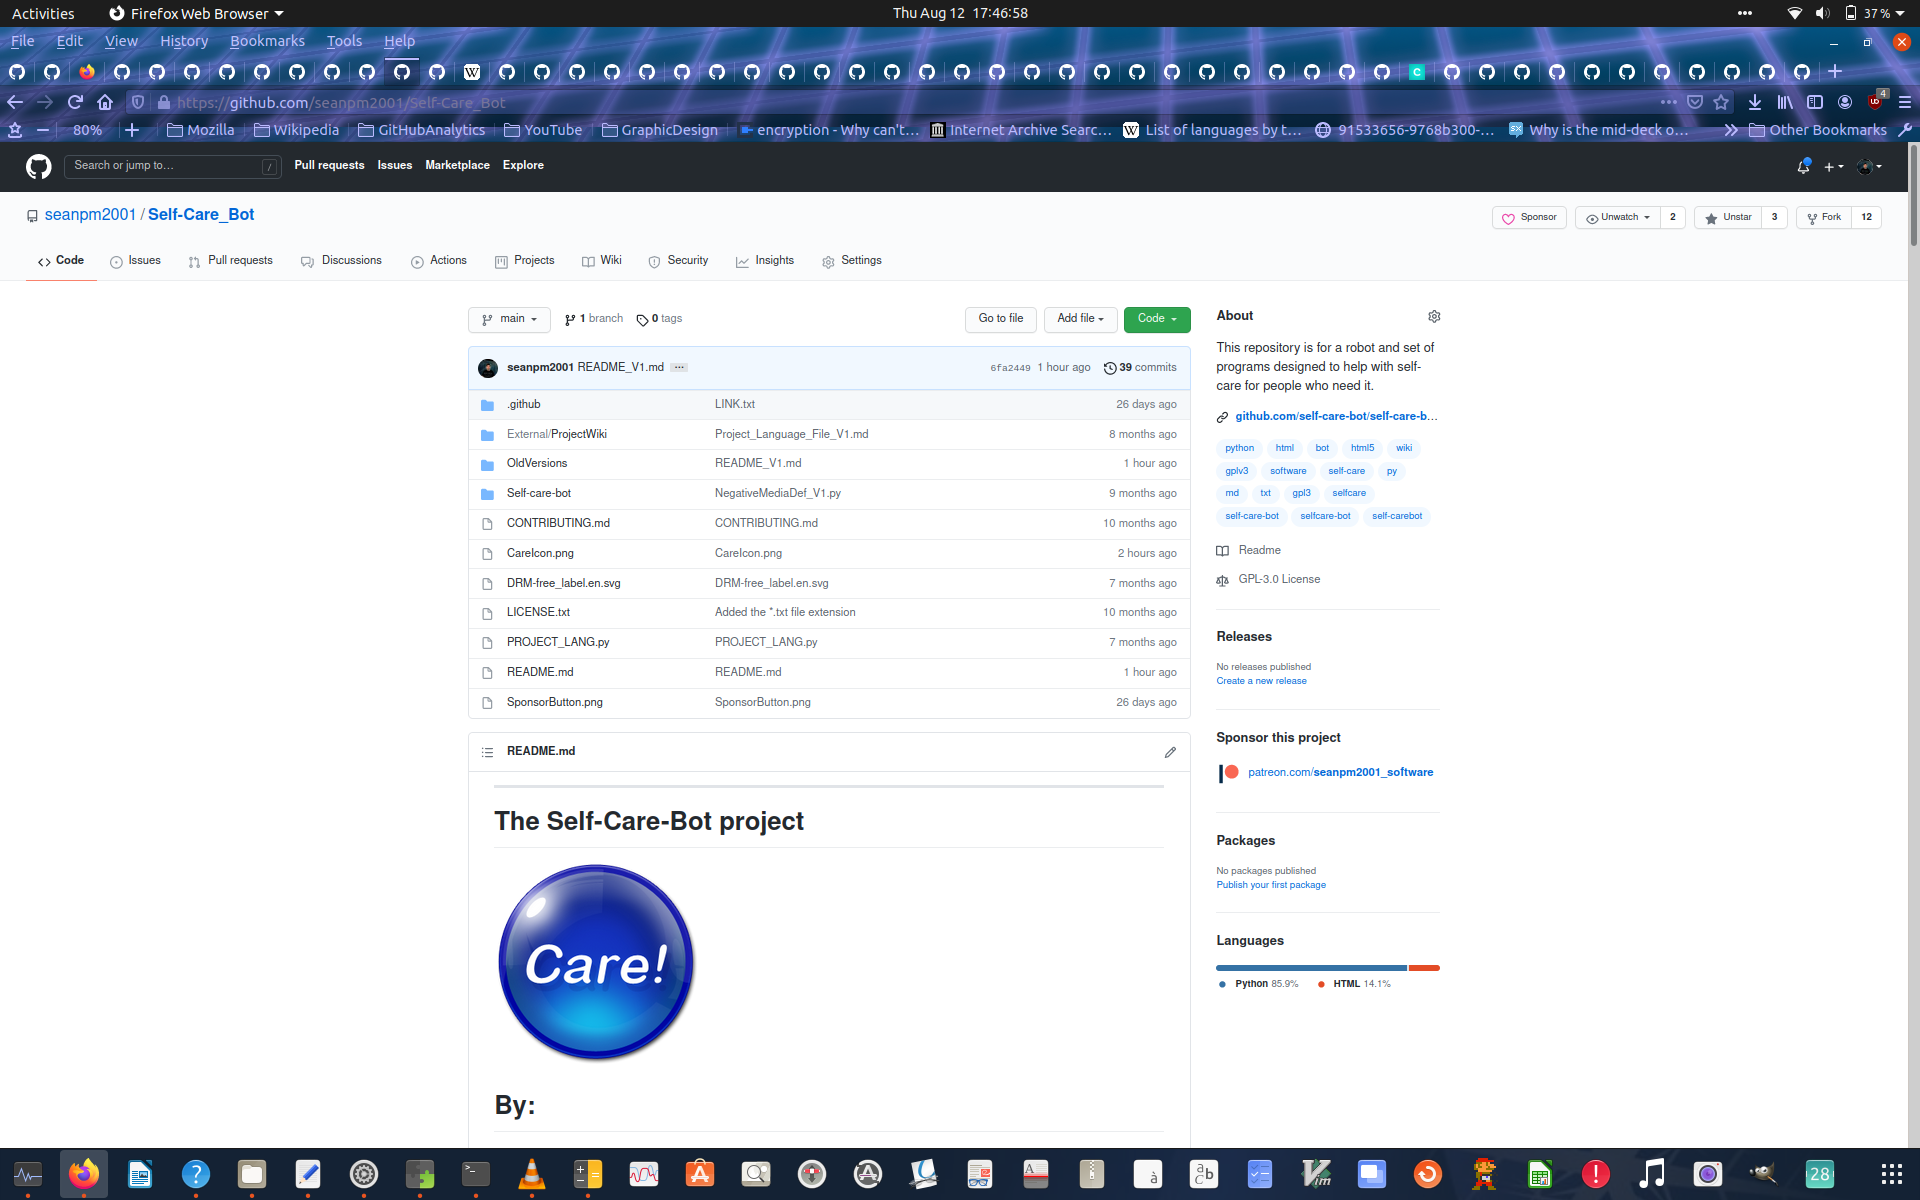 Activities Firefox Web Browser Thu Aug 12 17:46:58 37 %
File Edit View History Bookmarks Tools Help
https://github.com/seanpm2001/Self-Care_Bot 4
80% Mozilla Wikipedia GitHubAnalytics YouTube GraphicDesign encryption - Why can't… Internet Archive Searc… List of languages by t… 91533656-9768b300-… Why is the mid-deck o… Other Bookmarks
Search or jump to… / Pull requests Issues Marketplace Explore
seanpm2001 / Self-Care_Bot Sponsor Unwatch 2 Unstar 3 Fork 12
Code Issues Pull requests Discussions Actions Projects Wiki Security Insights Settings
main 1 branch 0 tags Go to file Add file Code
seanpm2001 README_V1.md ... 6fa2449 1 hour ago 39 commits
.github LINK.txt 26 days ago
External/ProjectWiki Project_Language_File_V1.md 8 months ago
OldVersions README_V1.md 1 hour ago
Self-care-bot NegativeMediaDef_V1.py 9 months ago
CONTRIBUTING.md CONTRIBUTING.md 10 months ago
CareIcon.png CareIcon.png 2 hours ago
DRM-free_label.en.svg DRM-free_label.en.svg 7 months ago
LICENSE.txt Added the *.txt file extension 10 months ago
PROJECT_LANG.py PROJECT_LANG.py 7 months ago
README.md README.md 1 hour ago
SponsorButton.png SponsorButton.png 26 days ago
README.md
The Self-Care-Bot project
Care!
By:
About
This repository is for a robot and set of
programs designed to help with self-
care for people who need it.
github.com/self-care-bot/self-care-b…
python html bot html5 wiki
gplv3 software self-care py
md txt gpl3 selfcare
self-care-bot selfcare-bot self-carebot
Readme
GPL-3.0 License
Releases
No releases published
Create a new release
Sponsor this project
patreon.com/seanpm2001_software
Packages
No packages published
Publish your first package
Languages
Python 85.9% HTML 14.1%
28